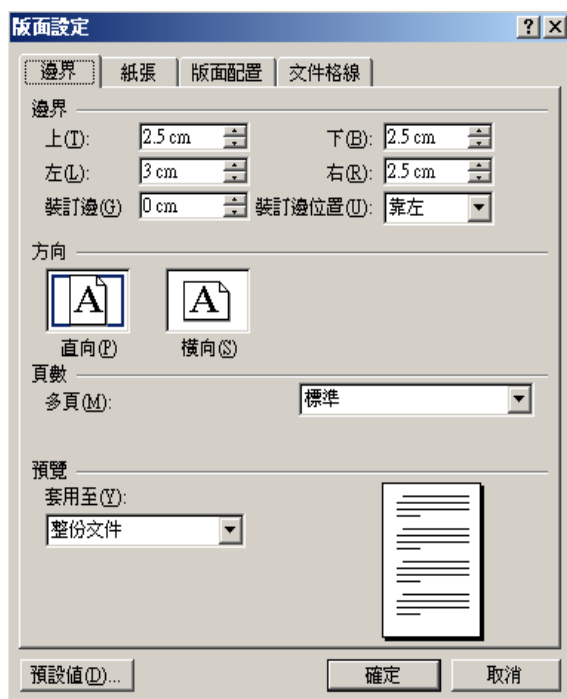 版面設定
邊界 紙張 版面配置 文件格線
邊界
上(T): 2.5 cm 下(B): 2.5 cm
左(L): 3 cm 右(R): 2.5 cm
裝訂邊(G) 0 cm 裝訂邊位置(U): 靠左
方向
A A
直向(P) 橫向(S)
頁數
多頁(M): 標準
預覽
套用至(Y):
整份文件
預設值(D)... 確定 取消